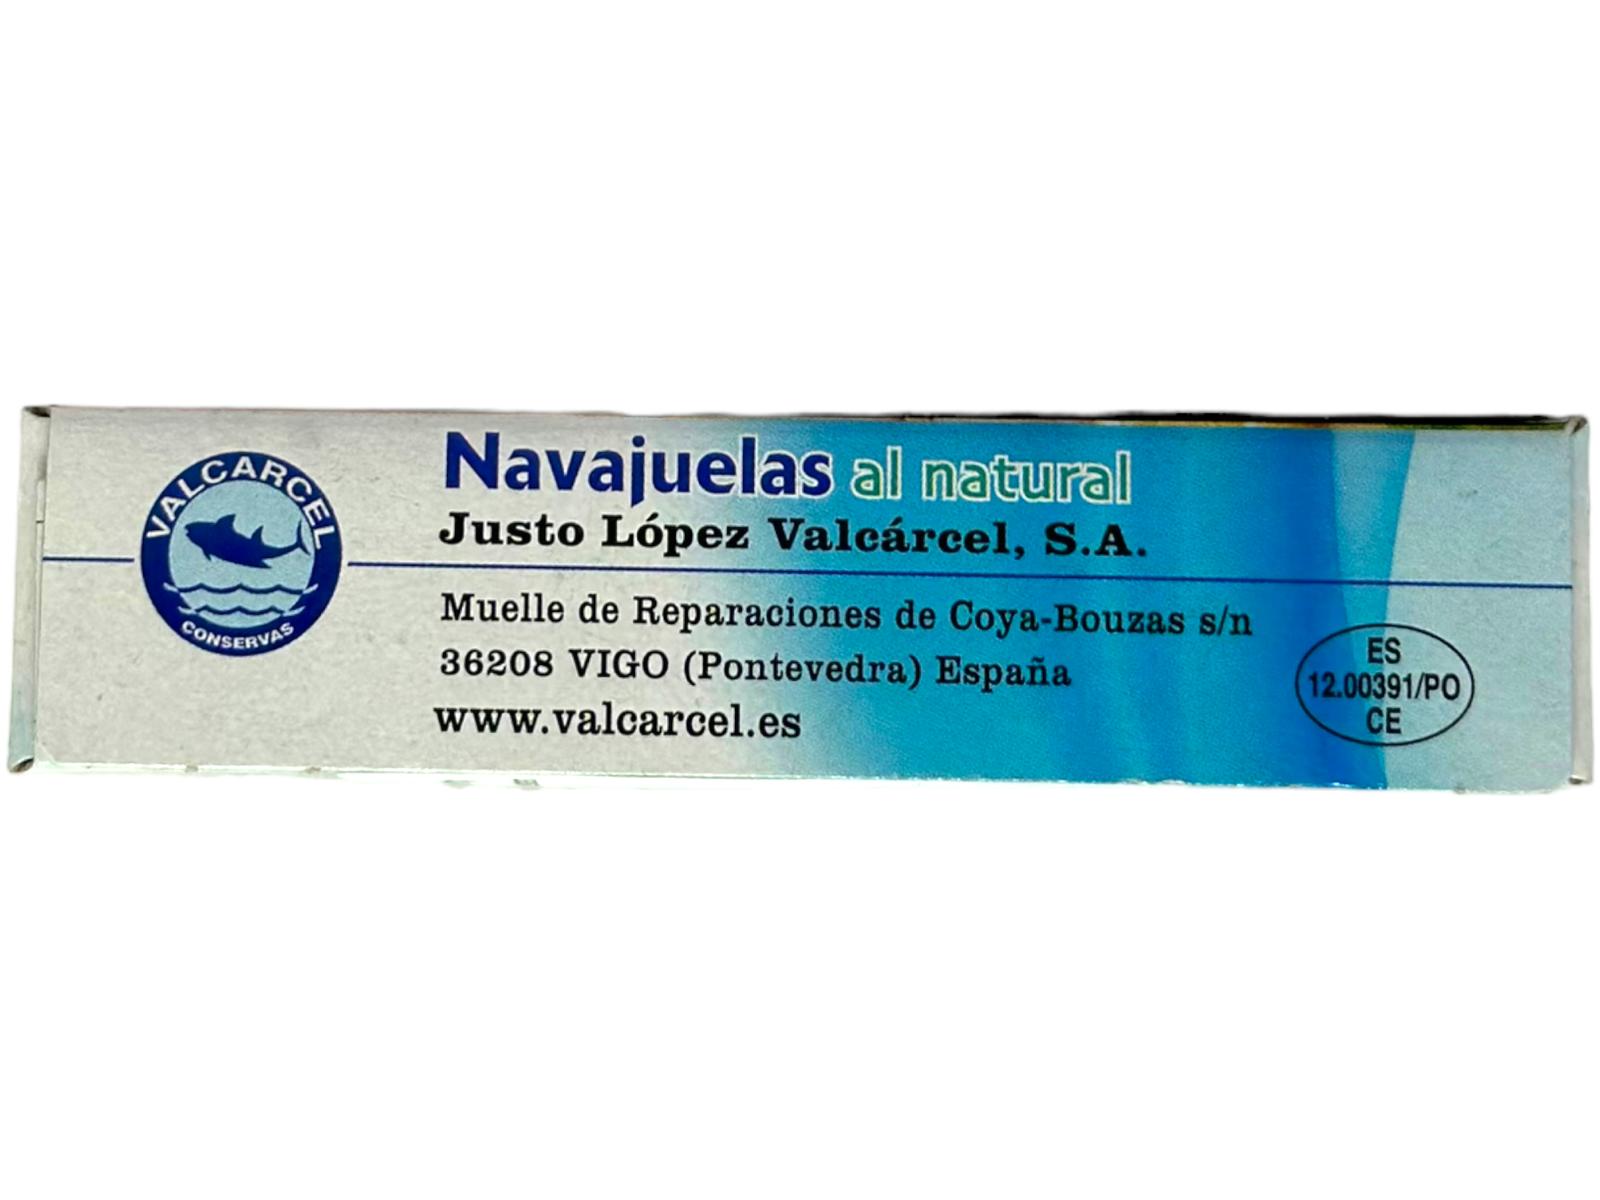 VALCARCEL
CONSERVAS
Navajuelas al natural
Justo López Valcárcel, S.A.
Muelle de Reparaciones de Coya-Bouzas s/n
36208 VIGO (Pontevedra) España
www.valcarcel.es
ES
12.00391/PO
CE